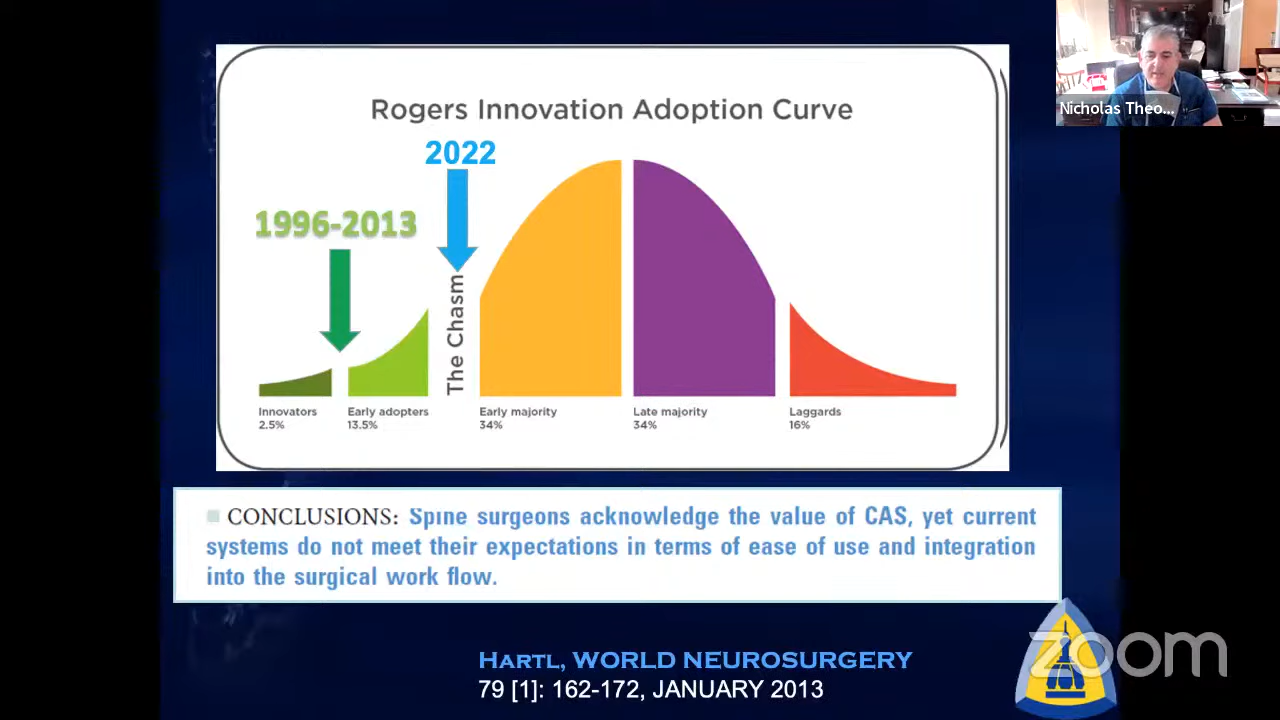 Rogers Innovation Adoption Curve
Nicholas Theo...
2022
1996-2013
The Chasm
Innovators
2.5%
Early adopters
13.5%
Early majority
34%
Late majority
34%
Laggards
16%
CONCLUSIONS: Spine surgeons acknowledge the value of CAS, yet current
systems do not meet their expectations in terms of ease of use and integration
into the surgical work flow.
HARTL, WORLD NEUROSURGERY
79 [1]: 162-172, JANUARY 2013
zoom